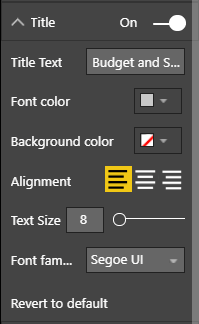 Title On
Title Text Budget and S...
Font color
Background color
Alignment
Text Size 8
Font fam... Segoe UI
Revert to default